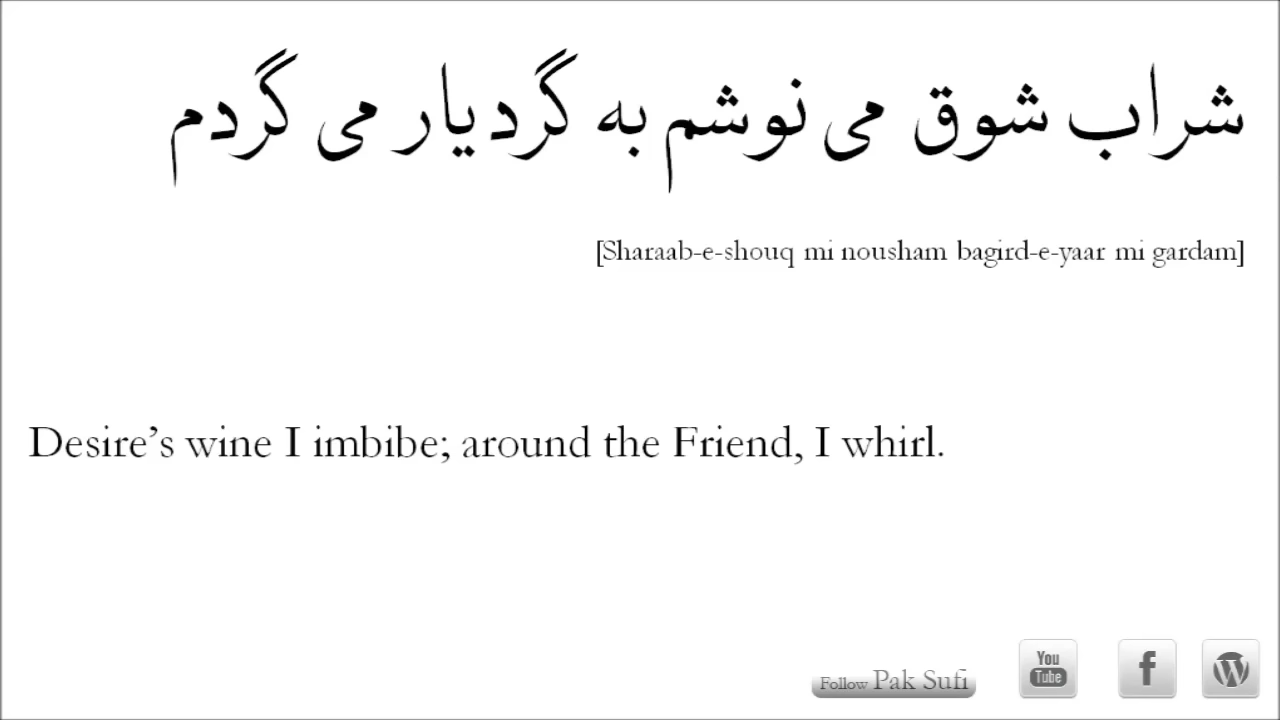 شراب شوق می نوشم به گرد یار می گردم
[Sharaab-e-shouq mi nousham bagird-e-yaar mi gardam]
Desire’s wine I imbibe; around the Friend, I whirl.
Follow Pak Sufi
You
Tube
f
W